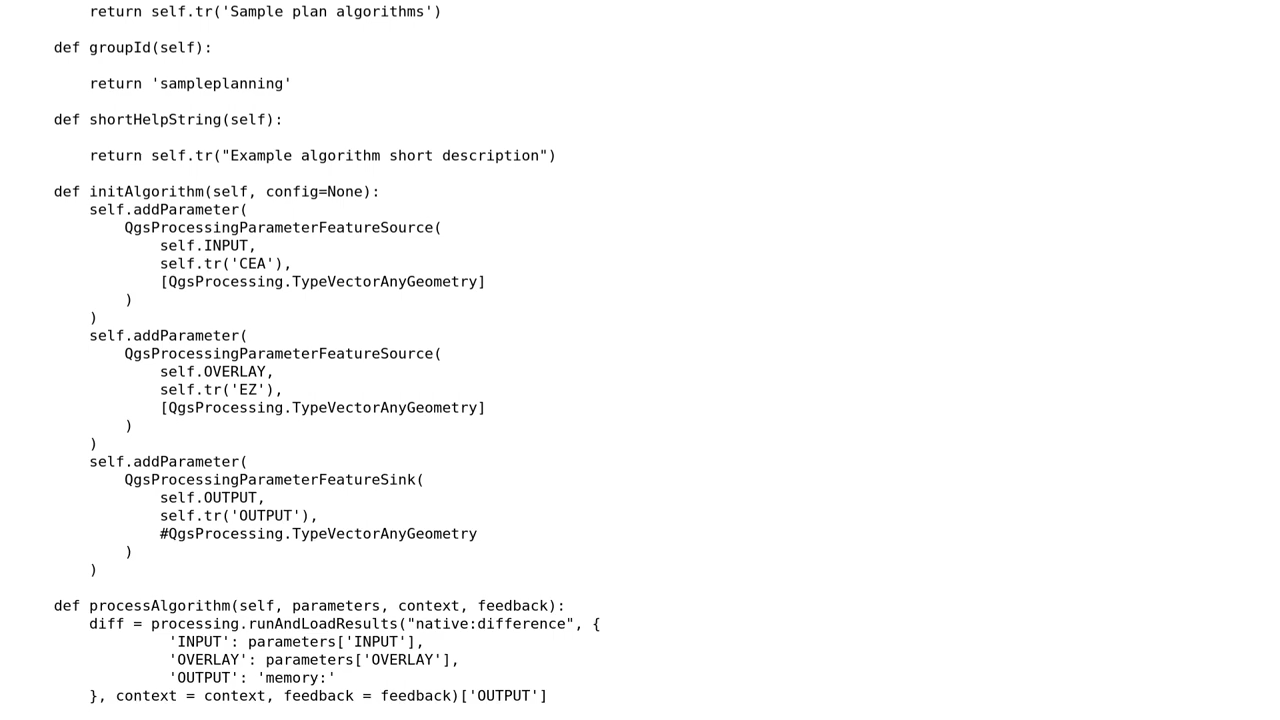 return self.tr('Sample plan algorithms')
def groupId(self):
return 'sampleplanning'
def shortHelpString(self):
return self.tr("Example algorithm short description")
def initAlgorithm(self, config=None):
self.addParameter(
QgsProcessingParameterFeatureSource(
self.INPUT,
self.tr('CEA'),
[QgsProcessing.TypeVectorAnyGeometry]
)
)
self.addParameter(
QgsProcessingParameterFeatureSource(
self.OVERLAY,
self.tr('EZ'),
[QgsProcessing.TypeVectorAnyGeometry]
)
)
self.addParameter(
QgsProcessingParameterFeatureSink(
self.OUTPUT,
self.tr('OUTPUT'),
#QgsProcessing.TypeVectorAnyGeometry
)
)
def processAlgorithm(self, parameters, context, feedback):
diff = processing.runAndLoadResults("native:difference", {
'INPUT': parameters['INPUT'],
'OVERLAY': parameters['OVERLAY'],
'OUTPUT': 'memory:'
}, context = context, feedback = feedback)['OUTPUT']